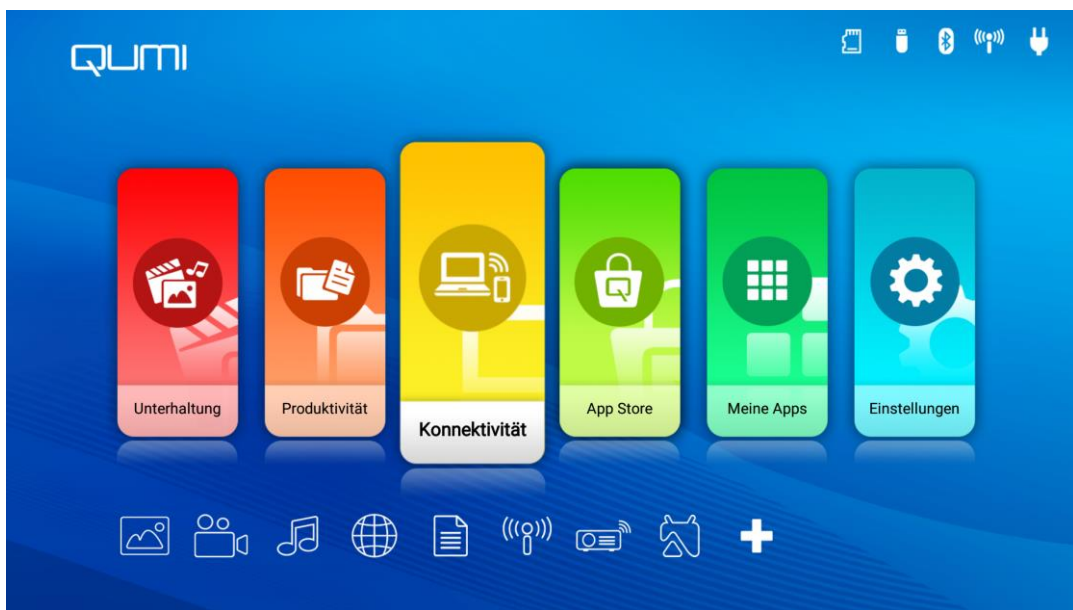 QUMI
Unterhaltung
Produktivität
Konnektivität
App Store
Meine Apps
Einstellungen